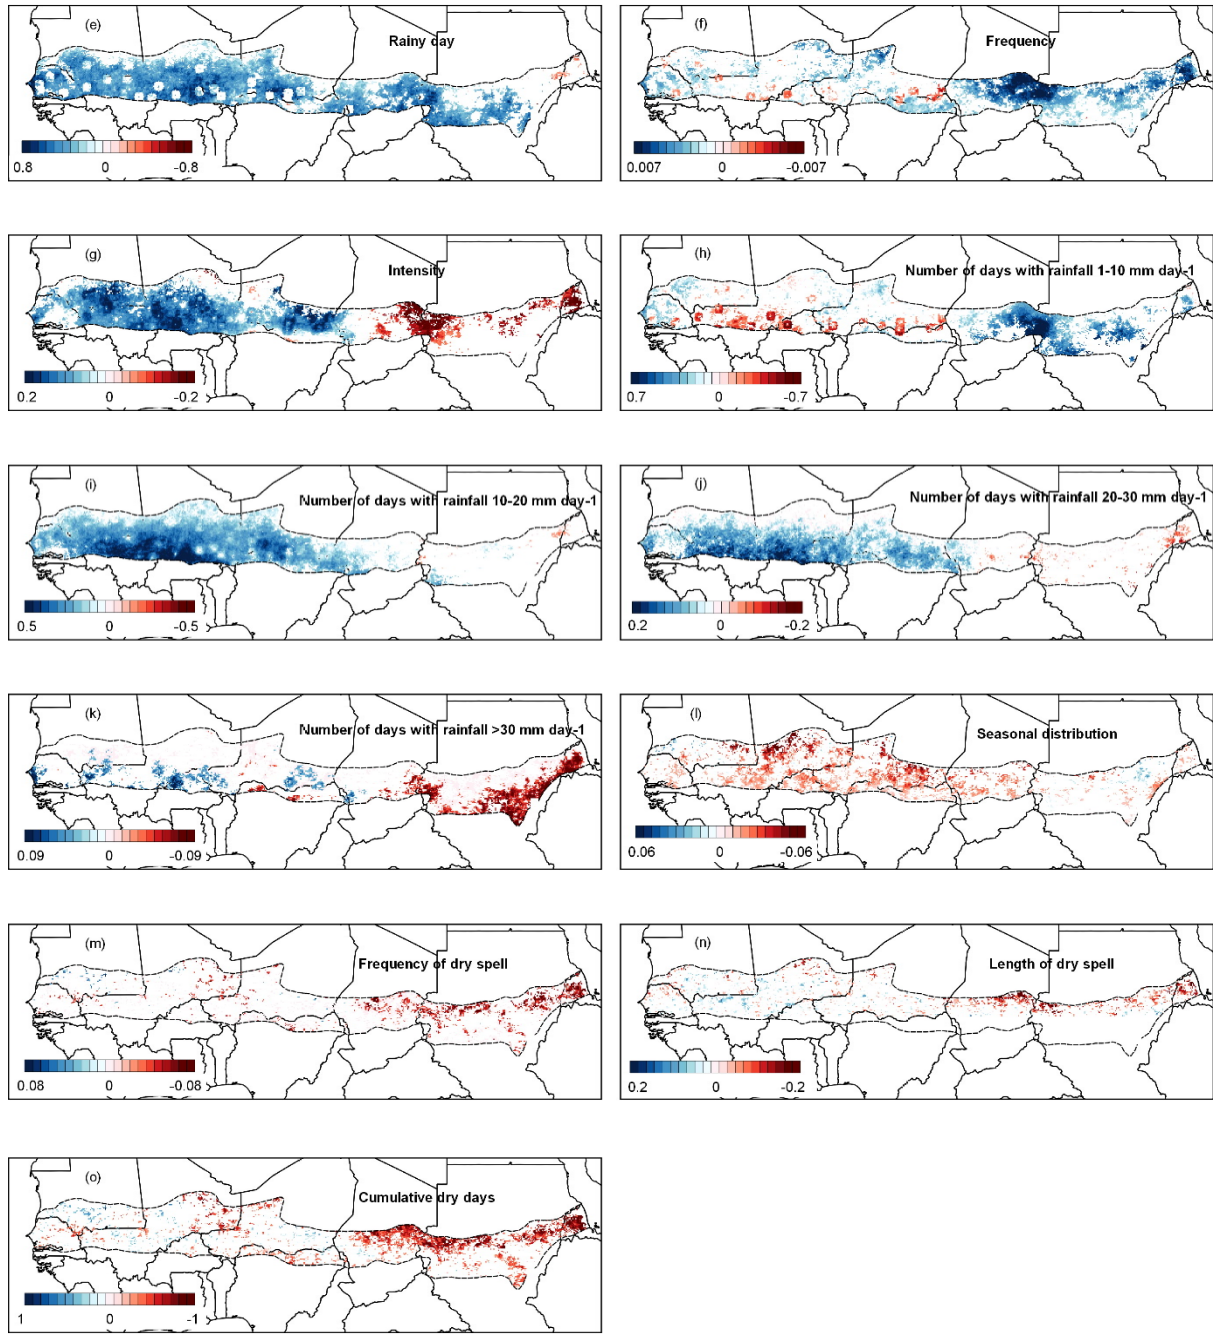 (e)
Rainy day
0.8 0 -0.8
(f)
Frequency
0.007 0 -0.007
(g)
Intensity
0.2 0 -0.2
(h)
Number of days with rainfall 1-10 mm day-1
0.7 0 -0.7
(i)
Number of days with rainfall 10-20 mm day-1
0.5 0 -0.5
(j)
Number of days with rainfall 20-30 mm day-1
0.2 0 -0.2
(k)
Number of days with rainfall >30 mm day-1
0.09 0 -0.09
(l)
Seasonal distribution
0.06 0 -0.06
(m)
Frequency of dry spell
0.08 0 -0.08
(n)
Length of dry spell
0.2 0 -0.2
(o)
Cumulative dry days
1 0 -1